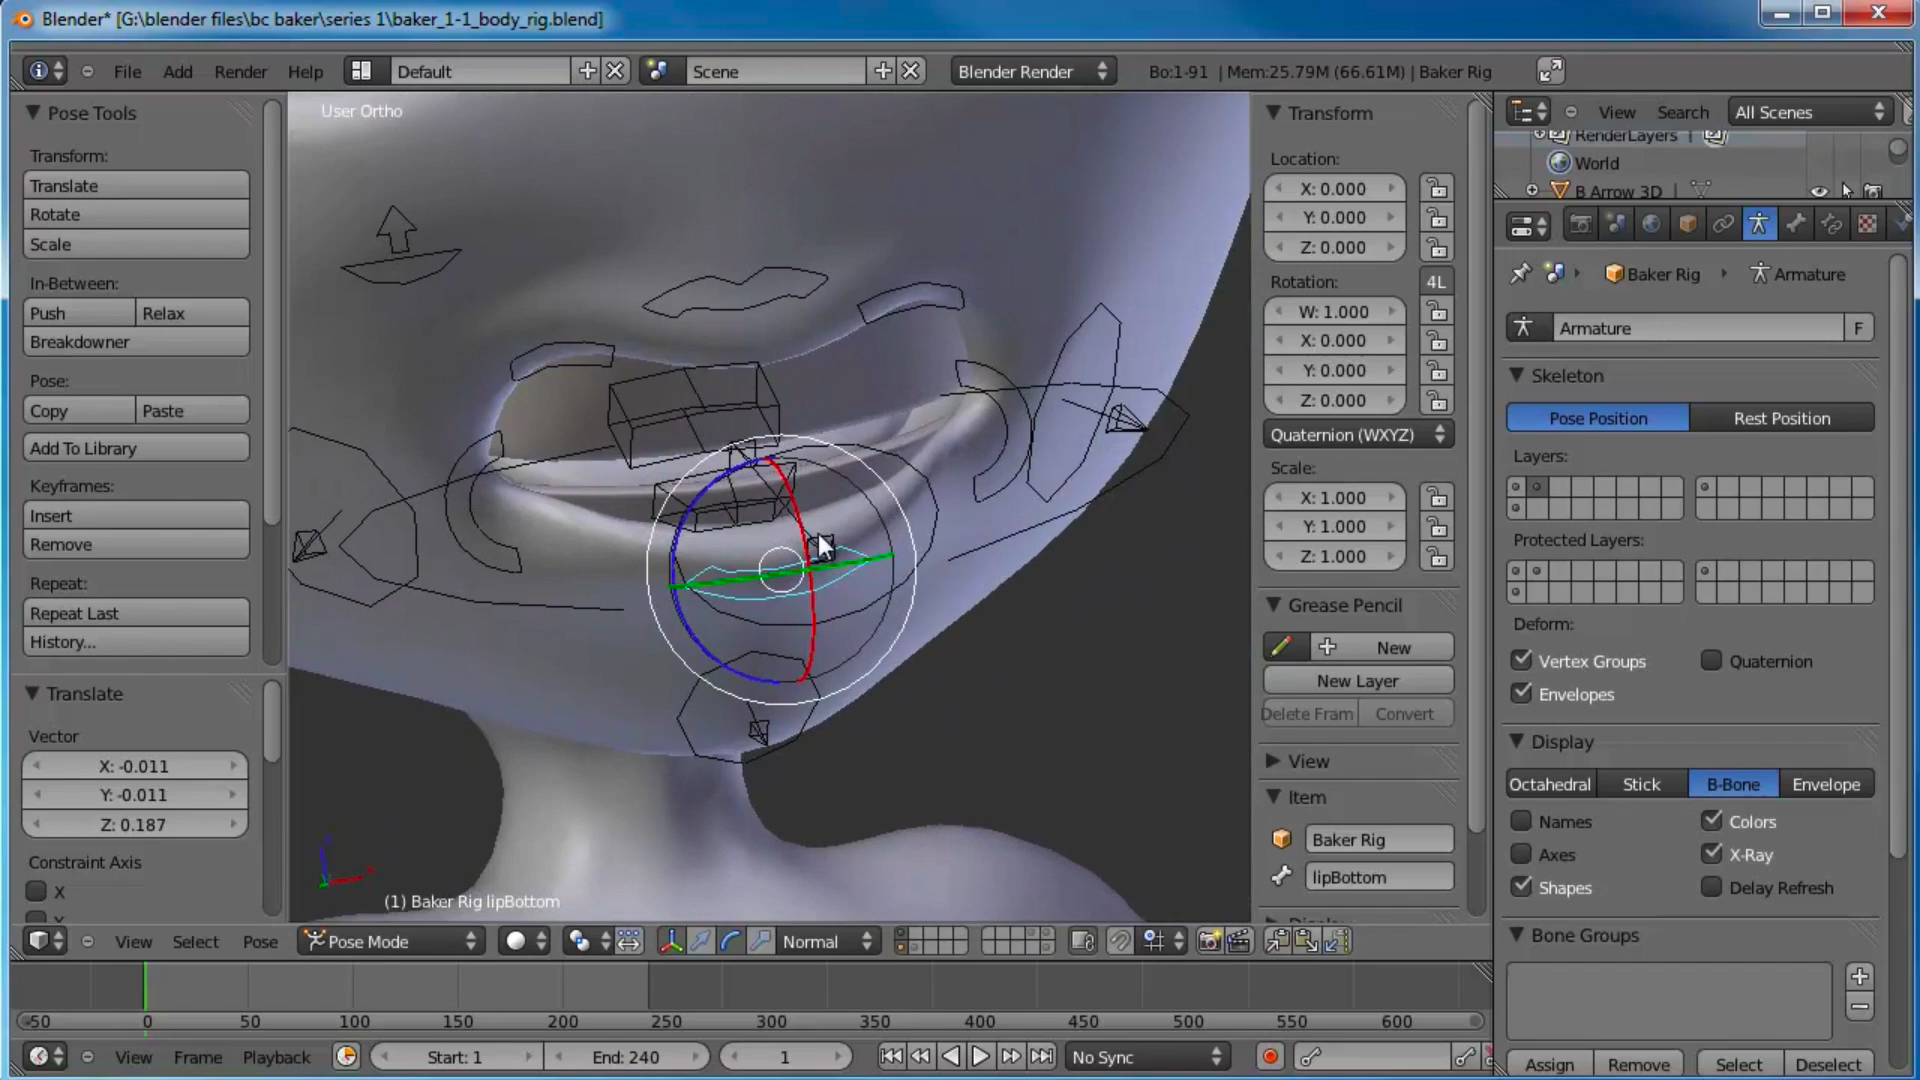 Blender* [G:\blender files\bc baker\series 1\baker_1-1_body_rig.blend]
File Add Render Help Default Scene Blender Render Bo:1-91 | Mem:25.79M (66.61M) | Baker Rig
Pose Tools
Transform:
Translate
Rotate
Scale
In-Between:
Push Relax
Breakdowner
Pose:
Copy Paste
Add To Library
Keyframes:
Insert
Remove
Repeat:
Repeat Last
History...
Translate
Vector
X: -0.011
Y: -0.011
Z: 0.187
Constraint Axis
X
Y
User Ortho
(1) Baker Rig lipBottom
Transform
Location:
X: 0.000
Y: 0.000
Z: 0.000
Rotation: 4L
W: 1.000
X: 0.000
Y: 0.000
Z: 0.000
Quaternion (WXYZ)
Scale:
X: 1.000
Y: 1.000
Z: 1.000
Grease Pencil
New
New Layer
Delete Fram Convert
View
Item
Baker Rig
lipBottom
View Search All Scenes
RenderLayers
World
B Arrow 3D
Baker Rig Armature
Armature F
Skeleton
Pose Position Rest Position
Layers:
Protected Layers:
Deform:
Vertex Groups Quaternion
Envelopes
Display
Octahedral Stick B-Bone Envelope
Names Colors
Axes X-Ray
Shapes Delay Refresh
Bone Groups
Assign Remove Select Deselect
View Select Pose Pose Mode Normal
-50 0 50 100 150 200 250 300 350 400 450 500 550 600
View Frame Playback Start: 1 End: 240 1 No Sync